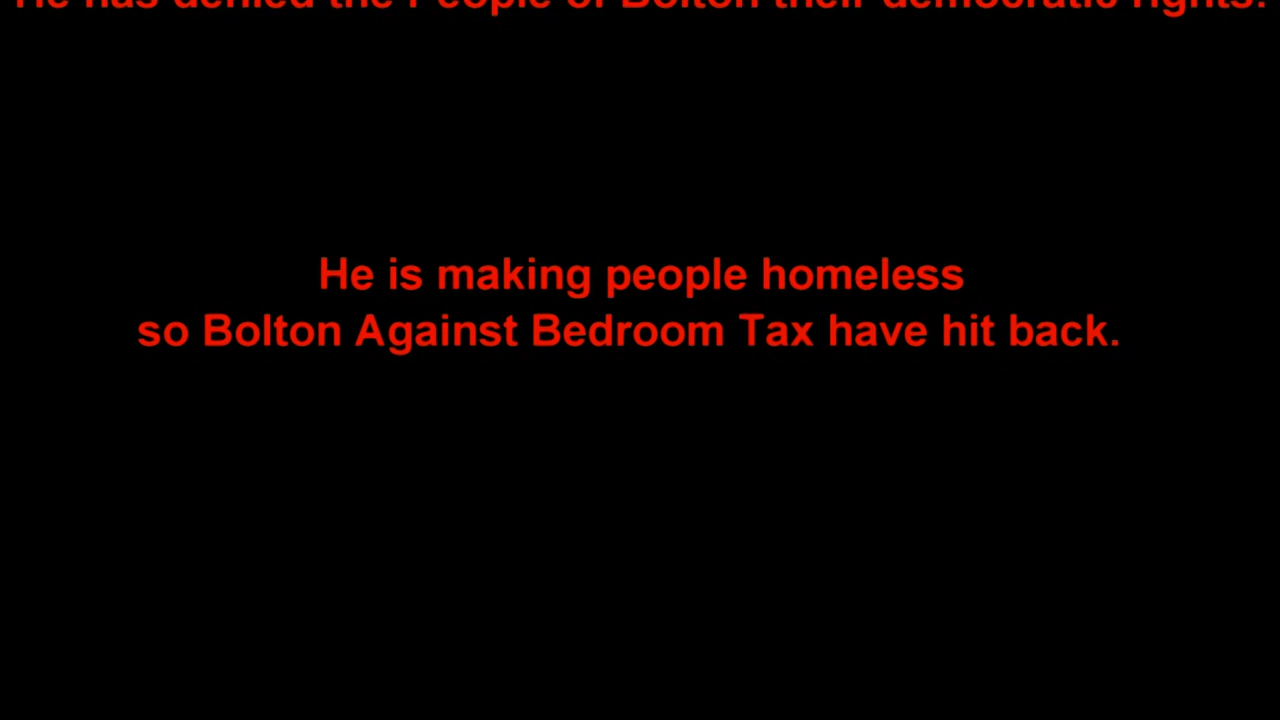 He has denied the People of Bolton their democratic rights.
He is making people homeless
so Bolton Against Bedroom Tax have hit back.